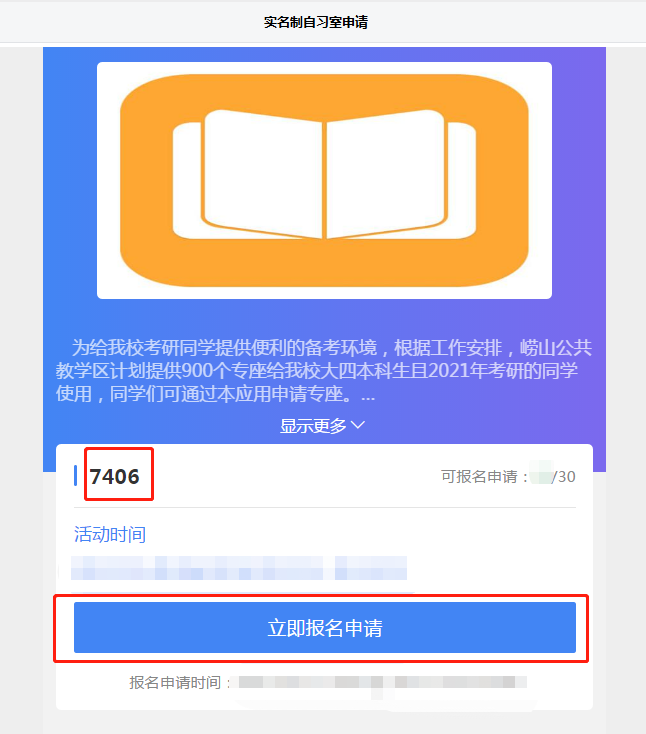 实名制自习室申请
为给我校考研同学提供便利的备考环境，根据工作安排，崂山公共
教学区计划提供900个专座给我校大四本科生且2021年考研的同学
使用，同学们可通过本应用申请专座。...
显示更多
7406
可报名申请：/30
活动时间
立即报名申请
报名申请时间：